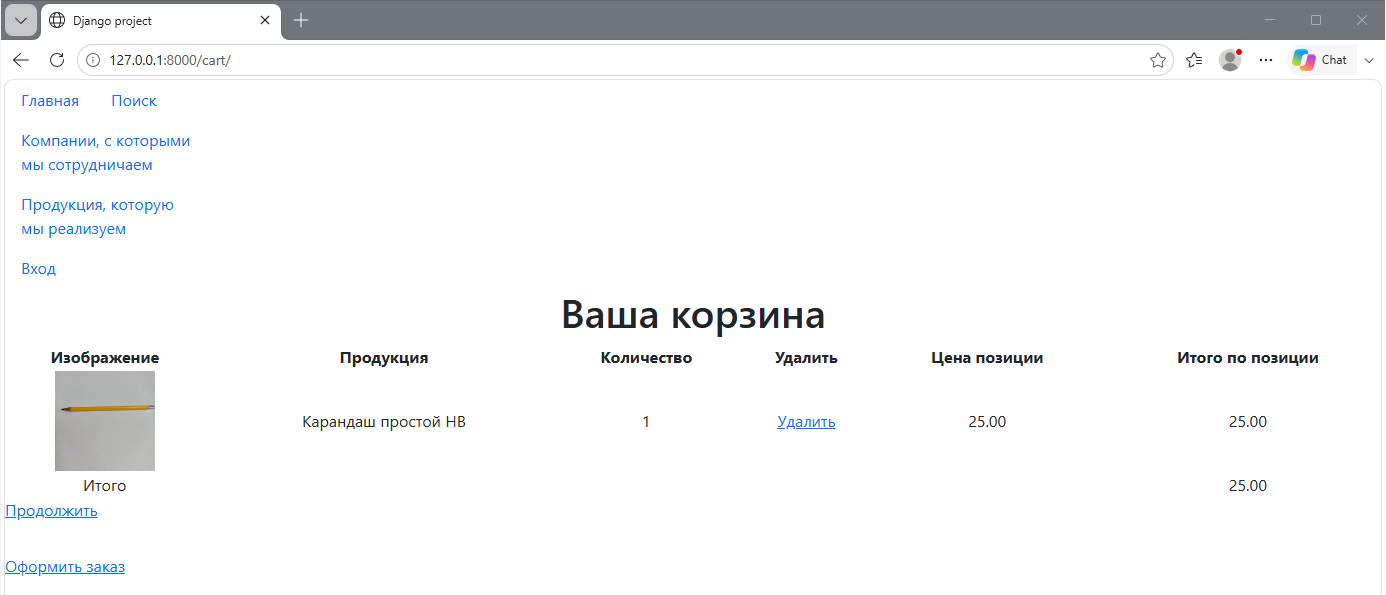 Django project
127.0.0.1:8000/cart/
Chat
Главная Поиск
Компании, с которыми
мы сотрудничаем
Продукция, которую
мы реализуем
Вход
Ваша корзина
Изображение Продукция Количество Удалить Цена позиции Итого по позиции
Карандаш простой HB 1 Удалить 25.00 25.00
Итого 25.00
Продолжить
Оформить заказ